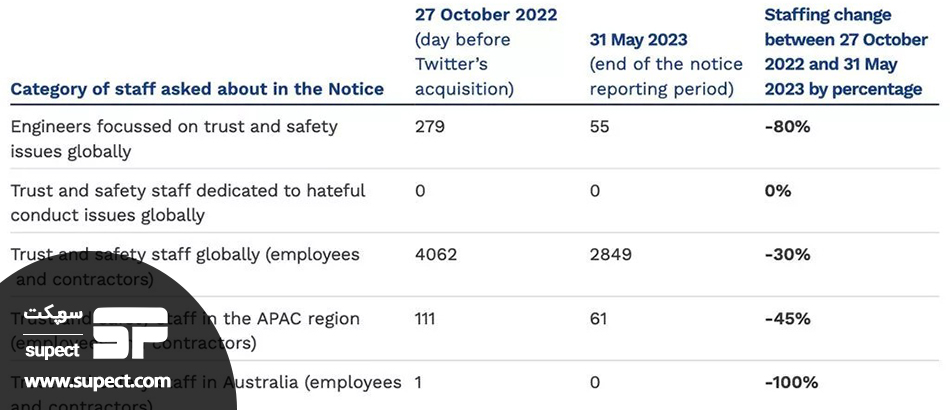 27 October 2022
(day before
Twitter’s
acquisition)
31 May 2023
(end of the notice
reporting period)
Staffing change
between 27 October
2022 and 31 May
2023 by percentage
Category of staff asked about in the Notice
Engineers focussed on trust and safety
issues globally
279
55
-80%
Trust and safety staff dedicated to hateful
conduct issues globally
0
0
0%
Trust and safety staff globally (employees
and contractors)
4062
2849
-30%
Trust and staff in the APAC region
(employees contractors)
111
61
-45%
Trust staff in Australia (employees
and contractors)
1
0
-100%
سوپکت
supect
SP
www.supect.com